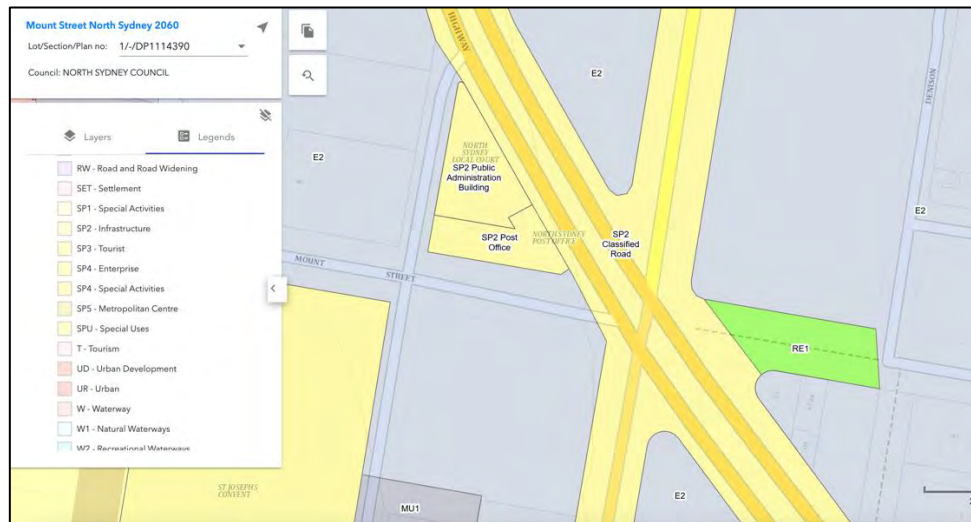 Mount Street North Sydney 2060
Lot/Section/Plan no: 1/-/DP1114390
Council: NORTH SYDNEY COUNCIL
Layers
Legends
RW - Road and Road Widening
SET - Settlement
SP1 - Special Activities
SP2 - Infrastructure
SP3 - Tourist
SP4 - Enterprise
SP4 - Special Activities
SP5 - Metropolitan Centre
SPU - Special Uses
T - Tourism
UD - Urban Development
UR - Urban
W - Waterway
W1 - Natural Waterways
W2 - Recreational Waterways
HIGHWAY
E2
DENISON
E2
NORTH
SYDNEY
LOCAL COURT
SP2 Public
Administration
Building
E2
SP2 Post
Office
NORTH SYDNEY
POST OFFICE
SP2
Classified
Road
MOUNT
STREET
RE1
ST JOSEPHS
CONVENT
MU1
E2